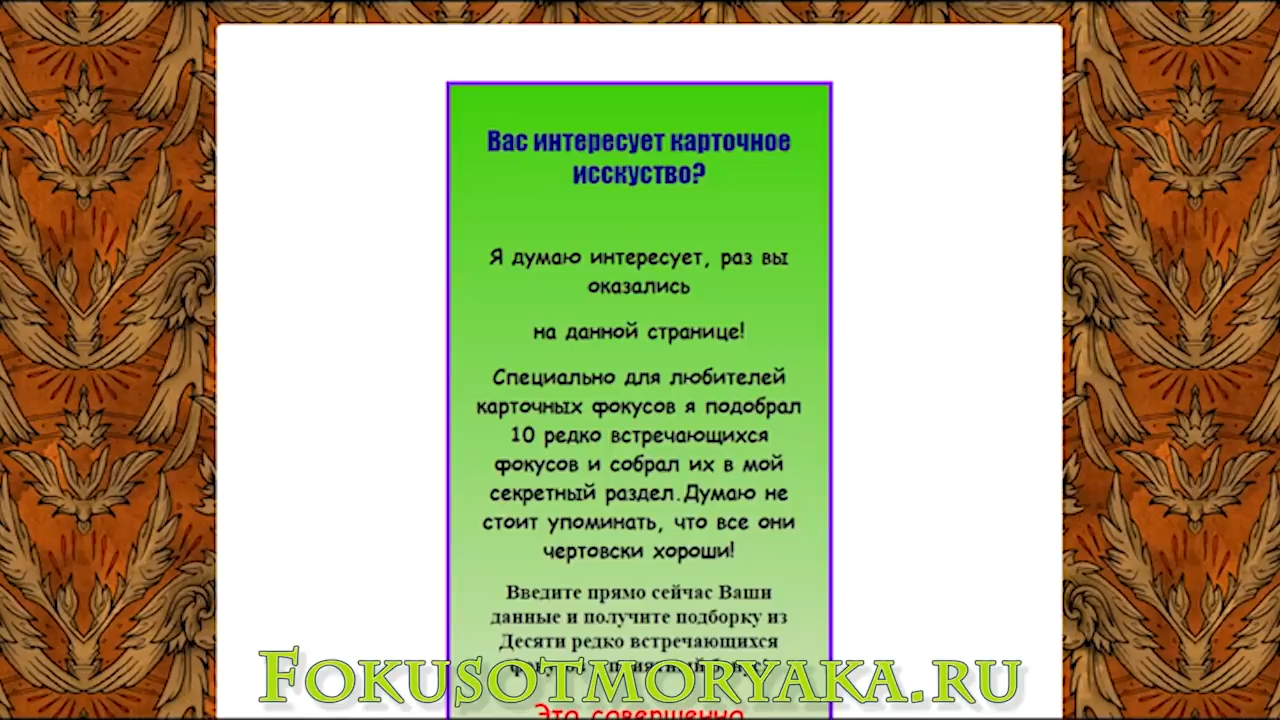 Вас интересует карточное
исскуство?
Я думаю интересует, раз вы
оказались
на данной странице!
Специально для любителей
карточных фокусов я подобрал
10 редко встречающихся
фокусов и собрал их в мой
секретный раздел.Думаю не
стоит упоминать, что все они
чертовски хороши!
Введите прямо сейчас Ваши
данные и получите подборку из
Десяти редко встречающихся
Fokusotmoryaka.ru
Это совершенно